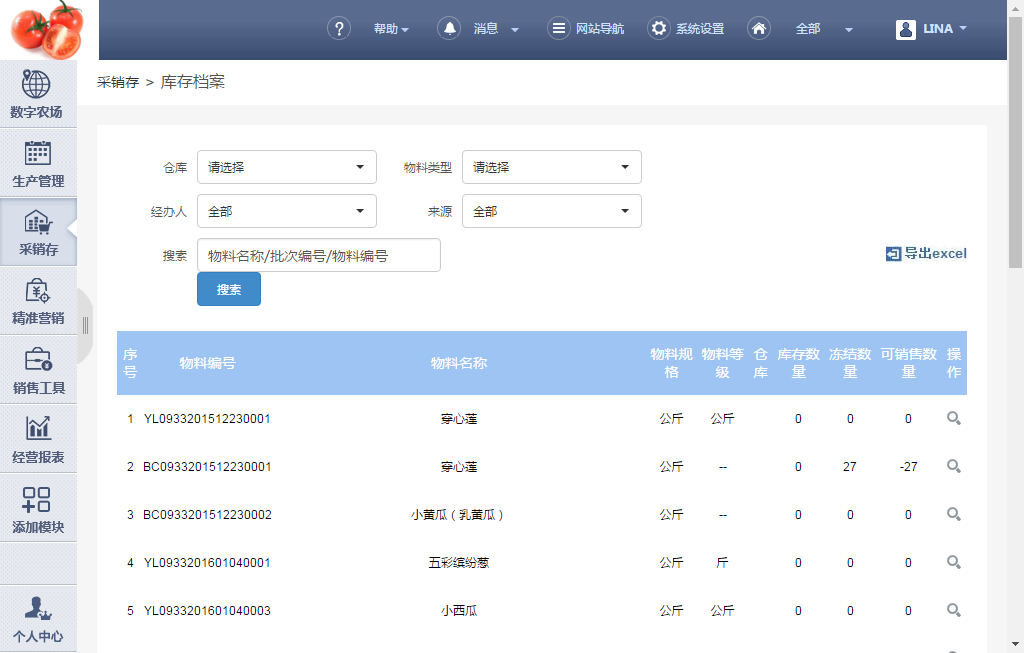 ? 帮助 消息 网站导航 系统设置 全部 LINA
数字农场
生产管理
采销存
精准营销
销售工具
经营报表
添加模块
个人中心
采销存 > 库存档案
仓库 请选择 物料类型 请选择
经办人 全部 来源 全部
搜索 物料名称/批次编号/物料编号 导出excel
搜索
序号 物料编号 物料名称 物料规格 物料等级 仓库 库存数量 冻结数量 可销售数量 操作
1 YL0933201512230001 穿心莲 公斤 公斤 0 0 0
2 BC0933201512230001 穿心莲 公斤 -- 0 27 -27
3 BC0933201512230002 小黄瓜（乳黄瓜） 公斤 -- 0 0 0
4 YL0933201601040001 五彩缤纷葱 公斤 斤 0 0 0
5 YL0933201601040003 小西瓜 公斤 公斤 0 0 0